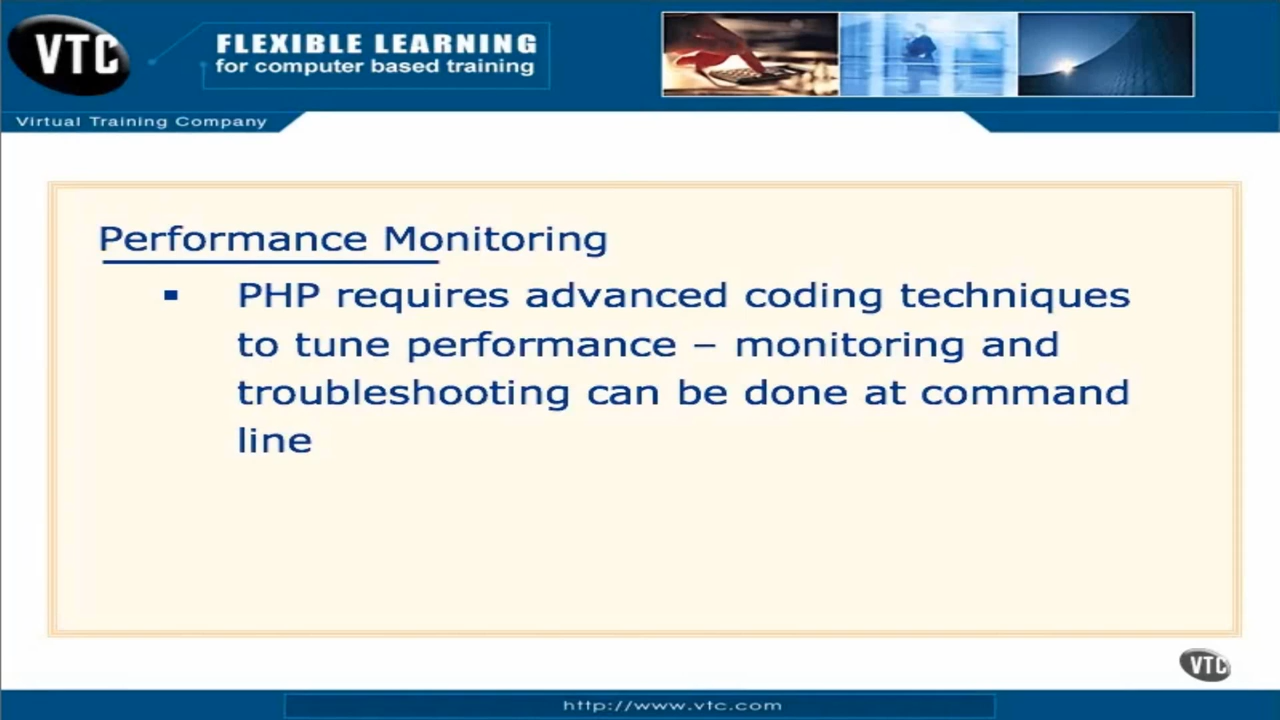 VTC
FLEXIBLE LEARNING
for computer based training
Virtual Training Company
Performance Monitoring
▪ PHP requires advanced coding techniques
to tune performance – monitoring and
troubleshooting can be done at command
line
VTC
http://www.vtc.com